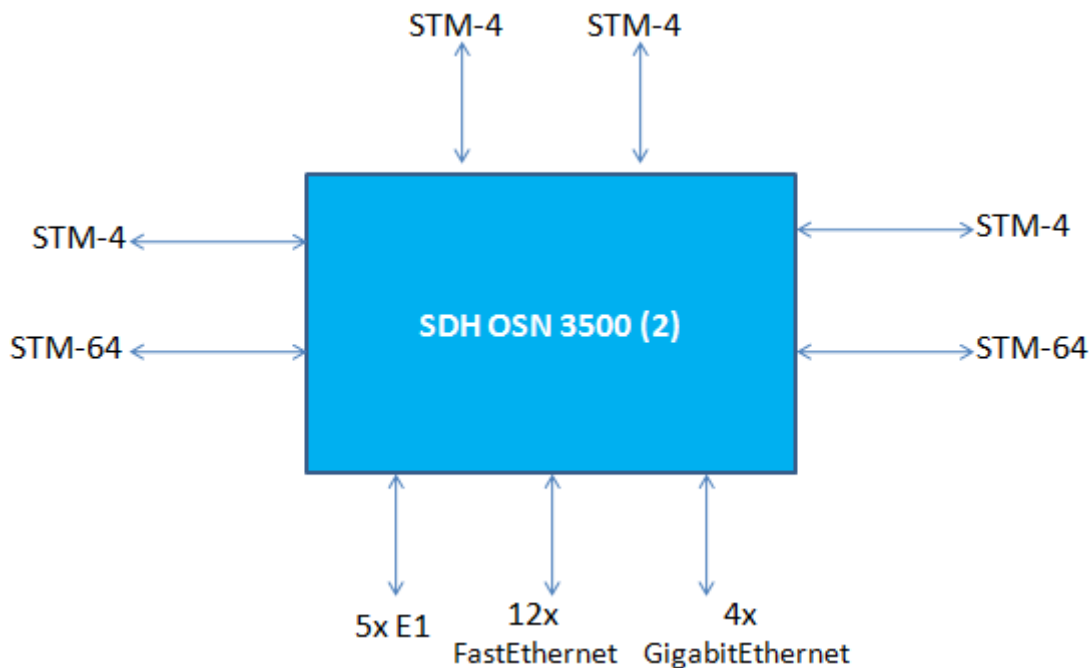 STM-4
STM-4
STM-4
STM-4
STM-64
SDH OSN 3500 (2)
STM-64
5x E1
12x
FastEthernet
4x
GigabitEthernet